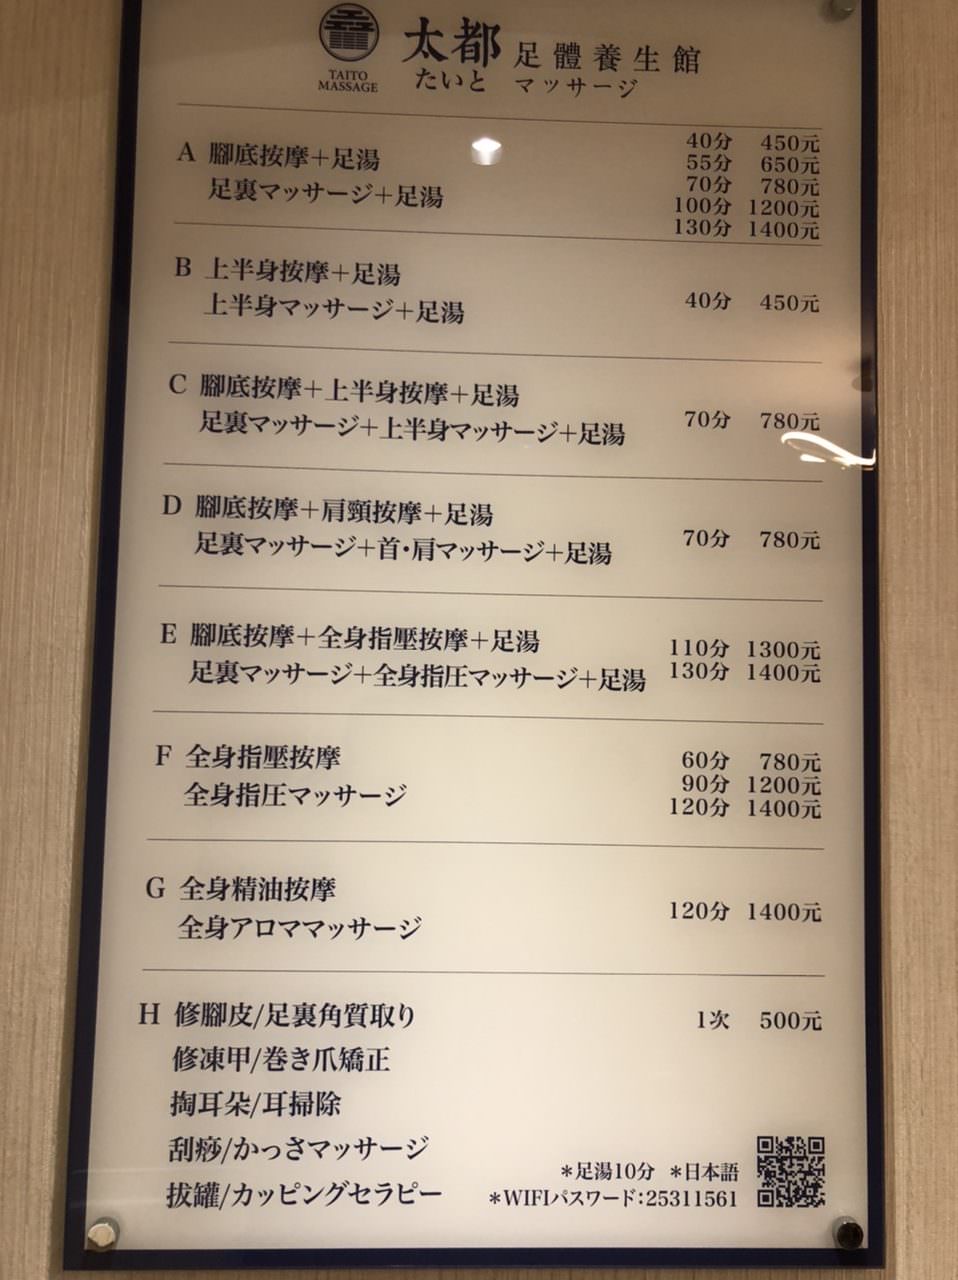 太都 足體養生館
たいと マッサージ
TAITO
MASSAGE
A 腳底按摩＋足湯
足裏マッサージ＋足湯
40分 450元
55分 650元
70分 780元
100分 1200元
130分 1400元
B 上半身按摩＋足湯
上半身マッサージ＋足湯
40分 450元
C 腳底按摩＋上半身按摩＋足湯
足裏マッサージ＋上半身マッサージ＋足湯
70分 780元
D 腳底按摩＋肩頸按摩＋足湯
足裏マッサージ＋首・肩マッサージ＋足湯
70分 780元
E 腳底按摩＋全身指壓按摩＋足湯
足裏マッサージ＋全身指圧マッサージ＋足湯
110分 1300元
130分 1400元
F 全身指壓按摩
全身指圧マッサージ
60分 780元
90分 1200元
120分 1400元
G 全身精油按摩
全身アロママッサージ
120分 1400元
H 修腳皮/足裏角質取り
1次 500元
修凍甲/巻き爪矯正
掏耳朵/耳掃除
刮痧/かっさマッサージ
拔罐/カッピングセラピー
＊足湯10分 ＊日本語
＊WIFIパスワード：25311561